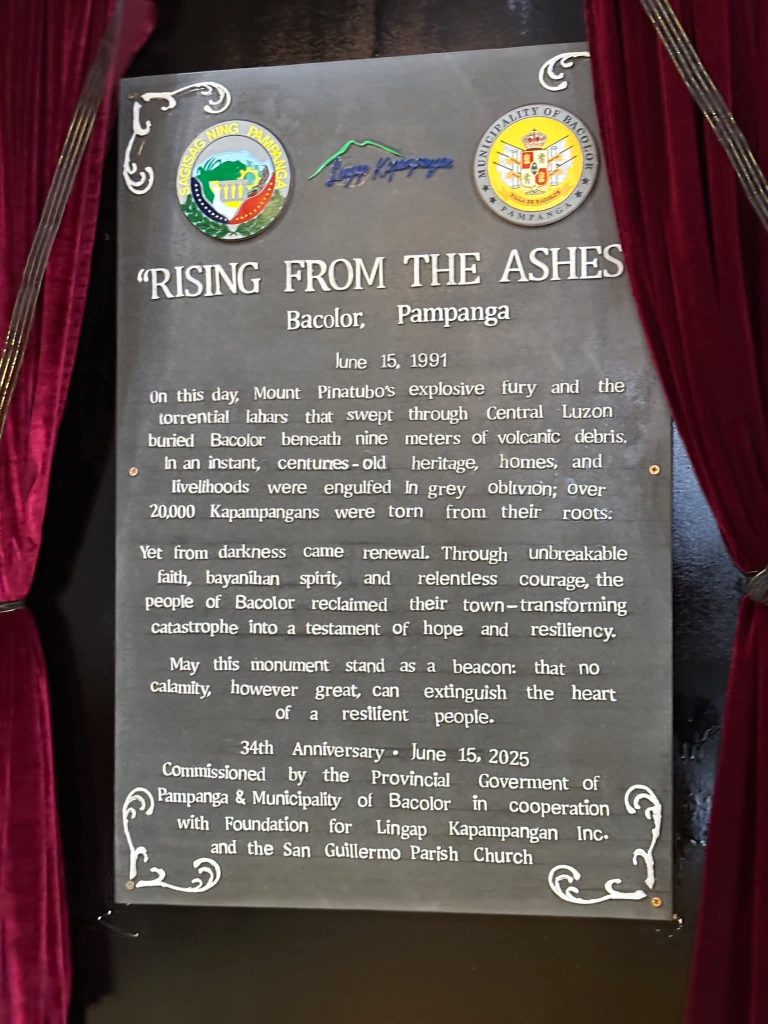 SAGISAG NING PAMPANGA
Lingap Kapampangan
MUNICIPALITY OF BACOLOR
VILLA DE BACOLOR
PAMPANGA
“RISING FROM THE ASHES
Bacolor, Pampanga
June 15, 1991
On this day, Mount Pinatubo's explosive fury and the
torrential lahars that swept through Central Luzon
buried Bacolor beneath nine meters of volcanic debris.
In an instant, centuries-old heritage, homes, and
livelihoods were engulfed in grey oblivion; over
20,000 Kapampangans were torn from their roots.
Yet from darkness came renewal. Through unbreakable
faith, bayanihan spirit, and relentless courage, the
people of Bacolor reclaimed their town-transforming
catastrophe into a testament of hope and resiliency.
May this monument stand as a beacon: that no
calamity, however great, can extinguish the heart
of a resilient people.
34th Anniversary • June 15, 2025
Commissioned by the Provincial Goverment of
Pampanga & Municipality of Bacolor in cooperation
with Foundation for Lingap Kapampangan Inc.
and the San Guillermo Parish Church